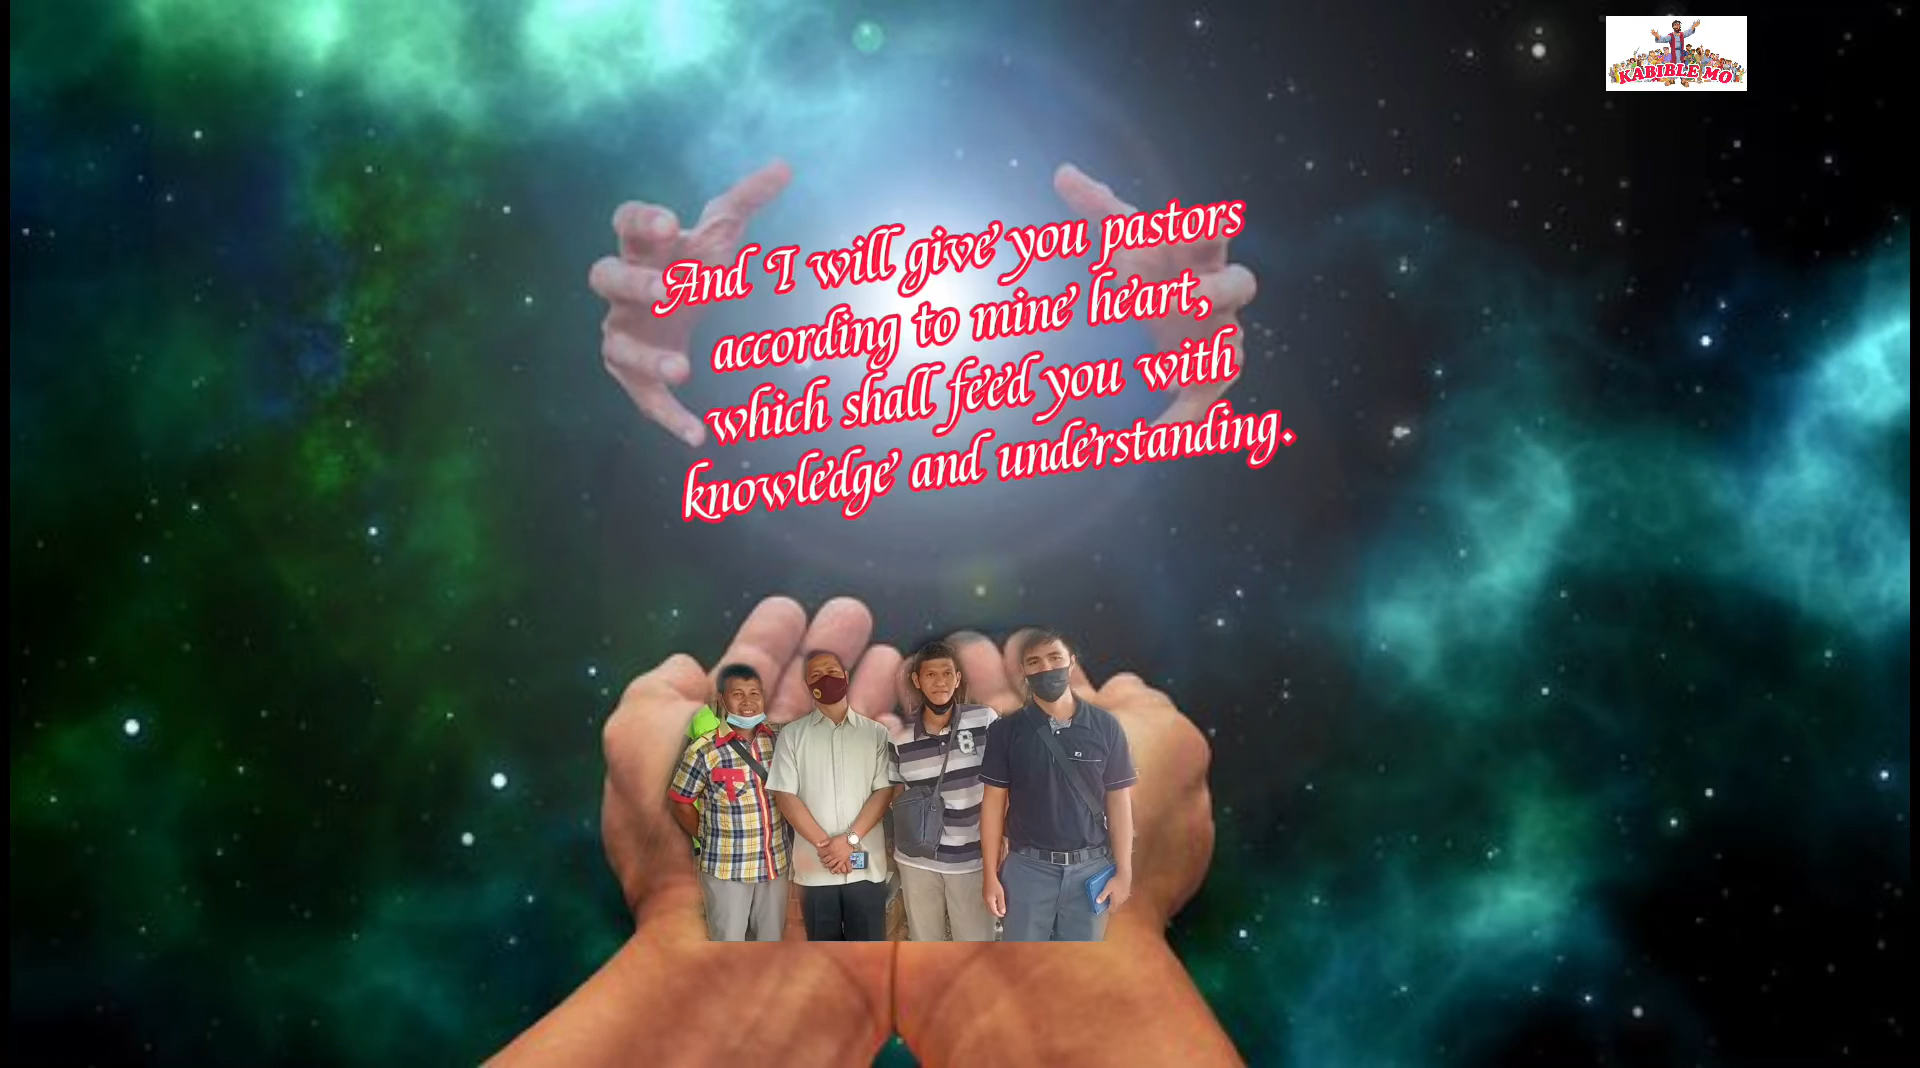 KABIBLE MO
And I will give you pastors
according to mine heart,
which shall feed you with
knowledge and understanding.
8